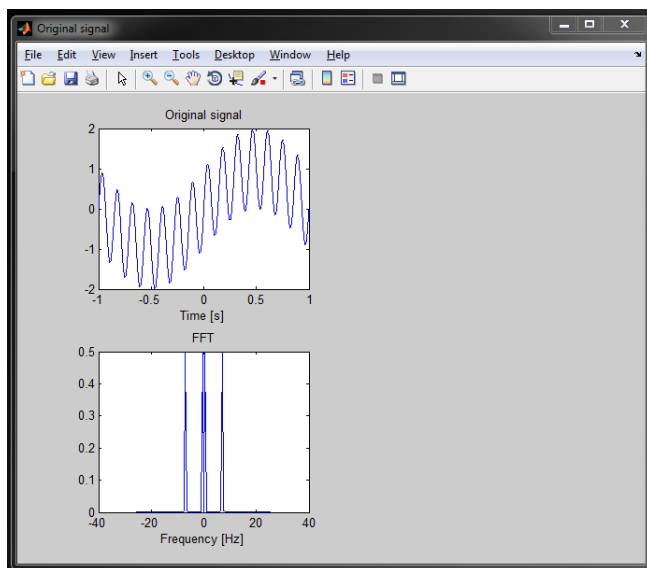 Original signal
File Edit View Insert Tools Desktop Window Help
Original signal
2
1
0
-1
-2
-1 -0.5 0 0.5 1
Time [s]
FFT
0.5
0.4
0.3
0.2
0.1
0
-40 -20 0 20 40
Frequency [Hz]